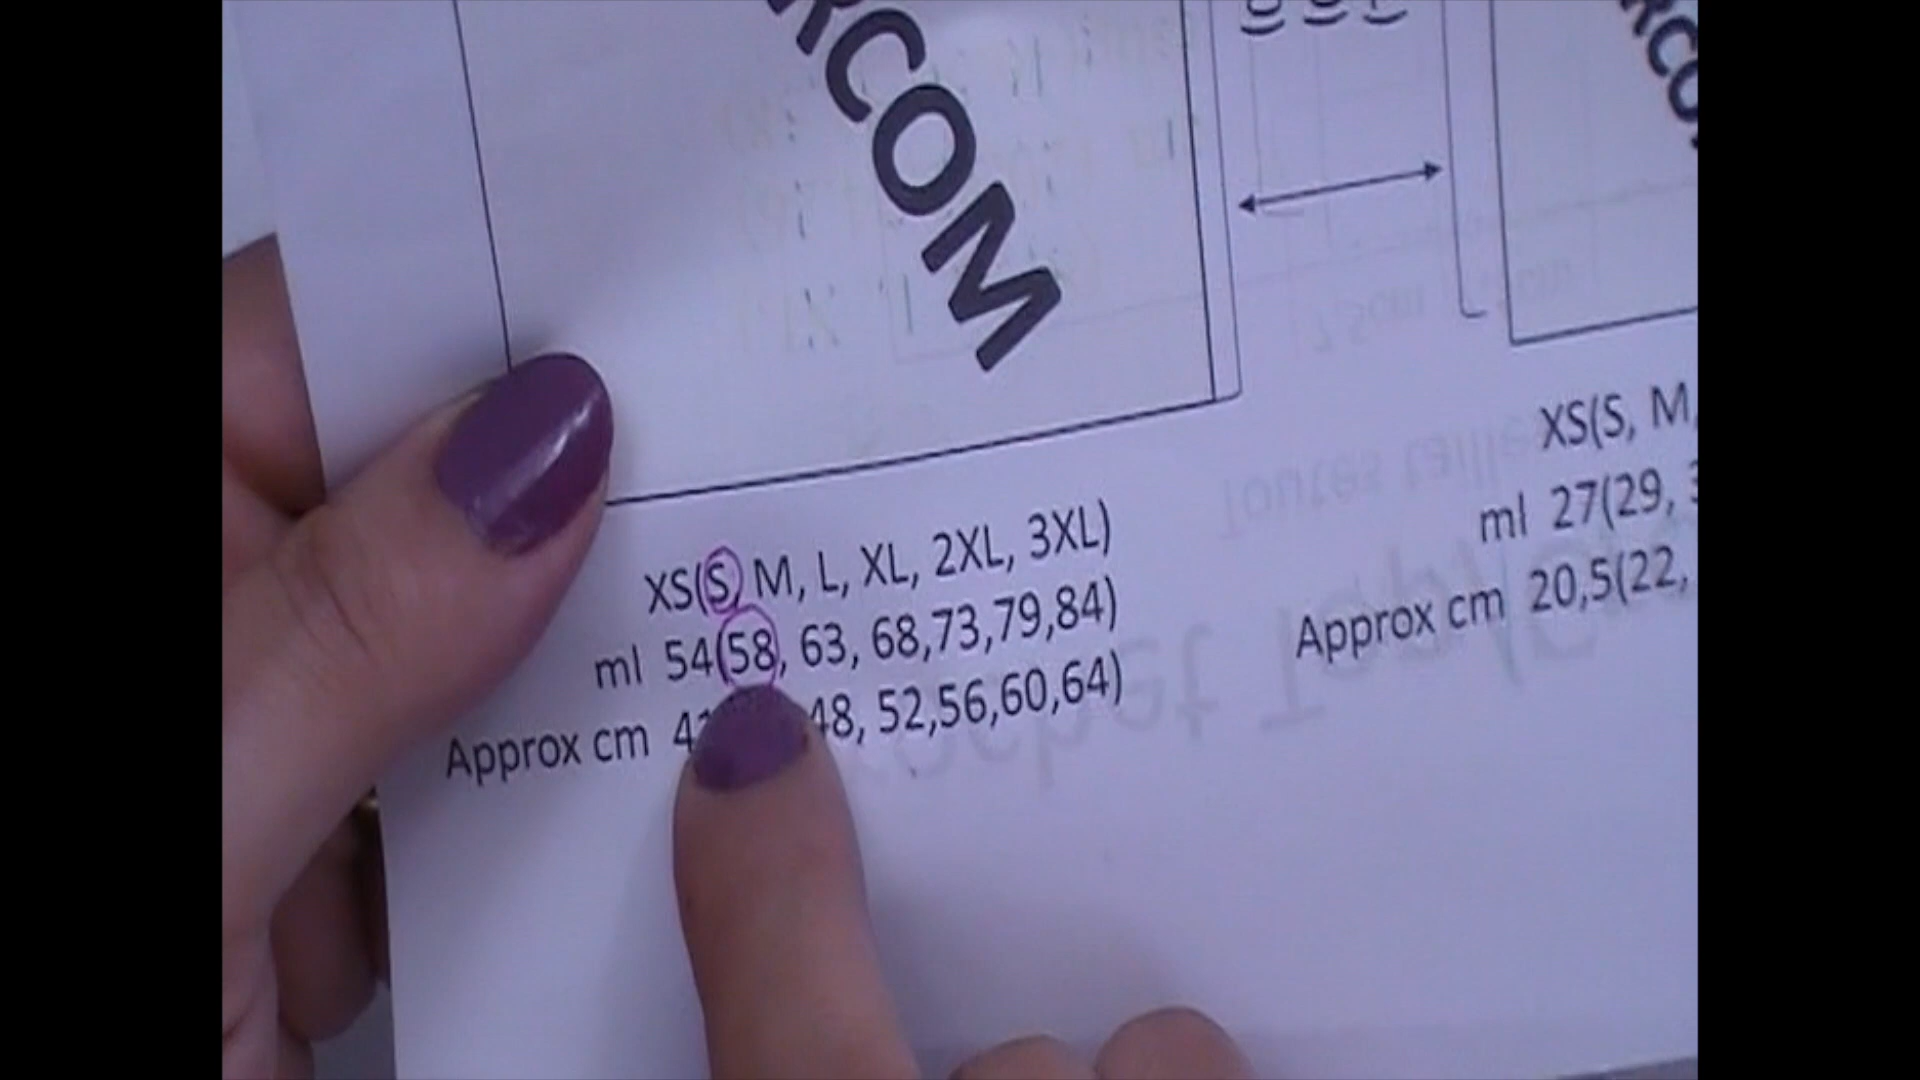 RCOM
XS(S, M, L, XL, 2XL, 3XL)
ml 54(58, 63, 68,73,79,84)
Approx cm 48, 52,56,60,64)
XS(S, M,
ml 27(29,
Approx cm 20,5(22,